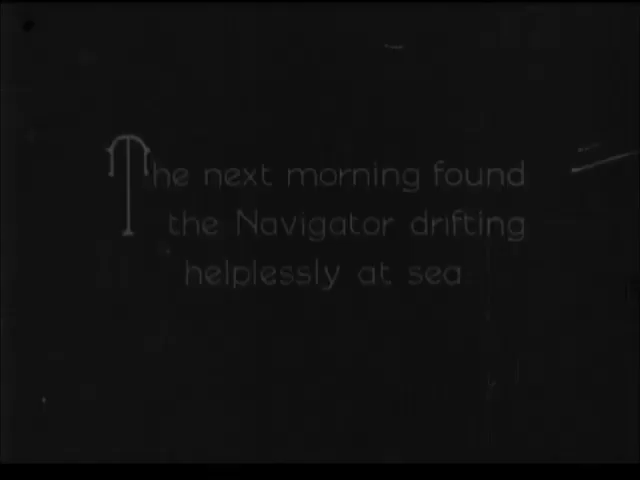 The next morning found
the Navigator drifting
helplessly at sea